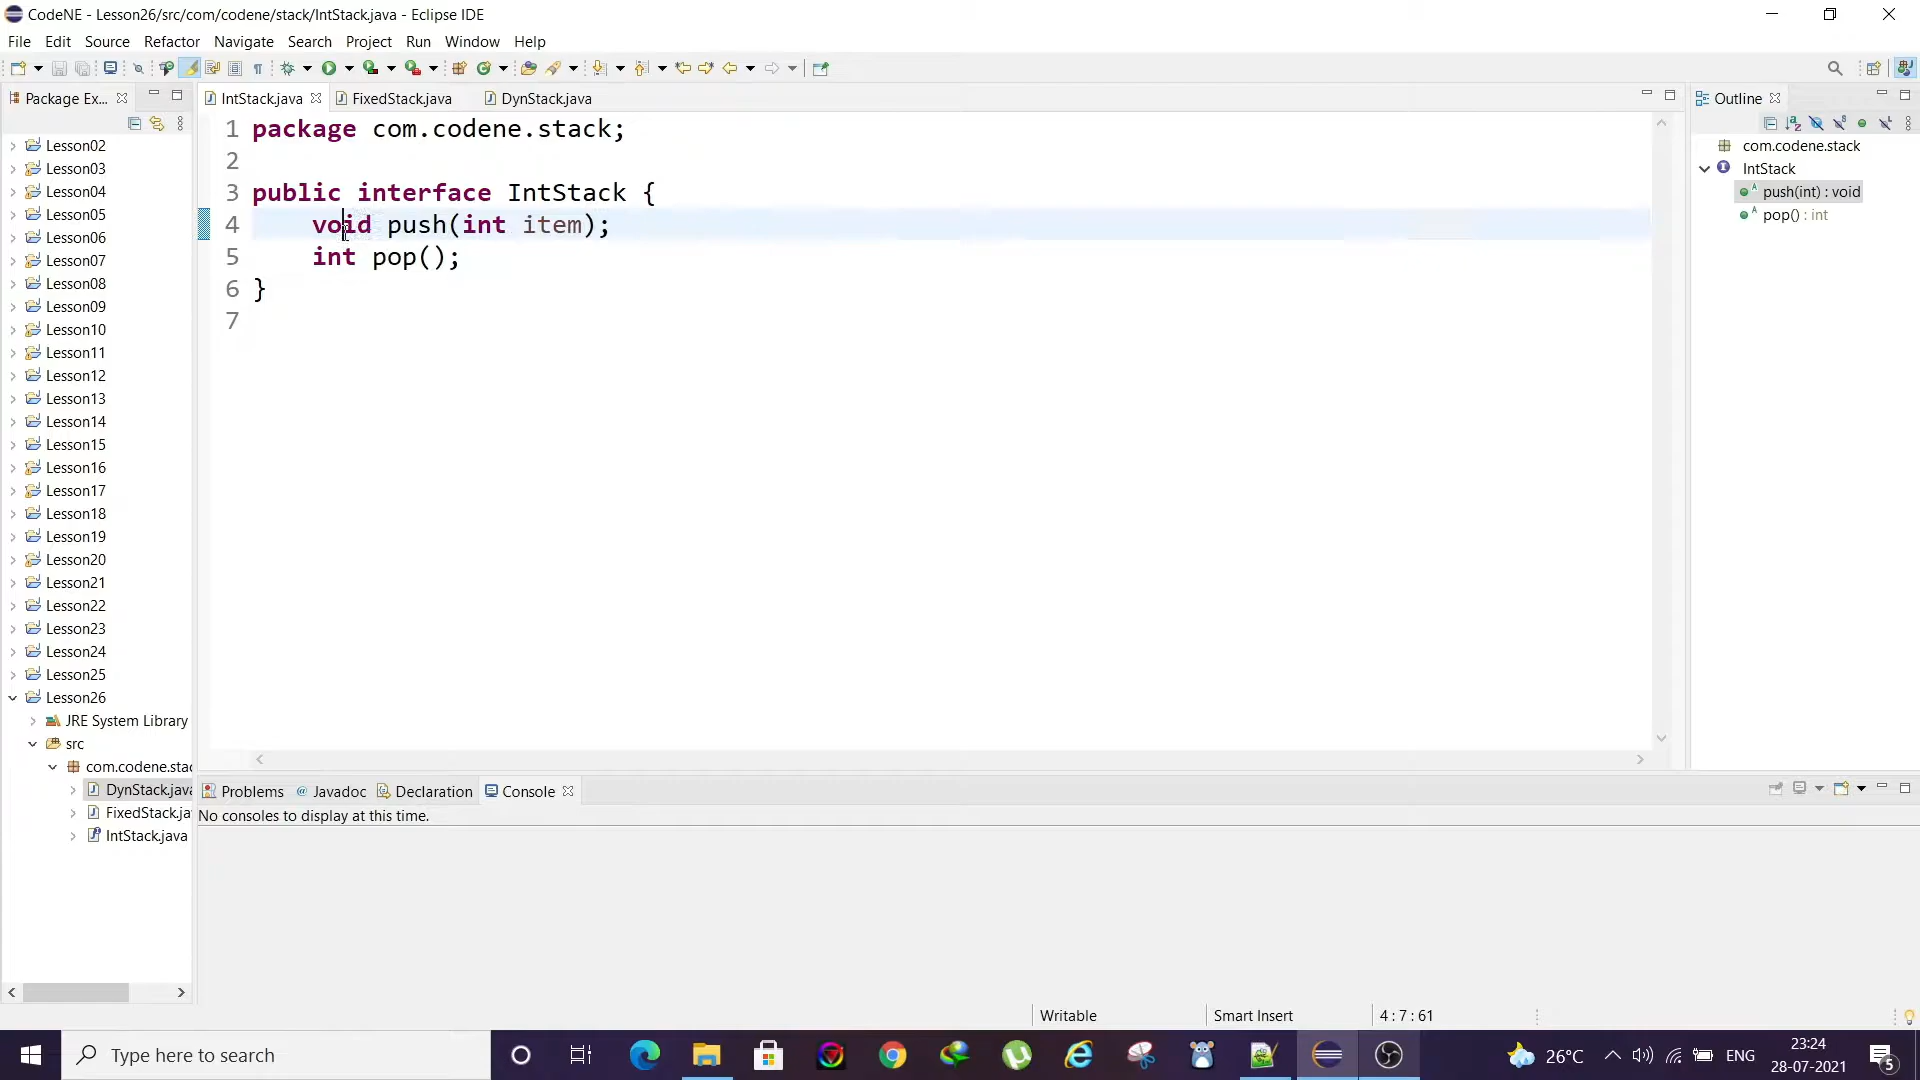 CodeNE - Lesson26/src/com/codene/stack/IntStack.java - Eclipse IDE
File Edit Source Refactor Navigate Search Project Run Window Help
Package Ex...
IntStack.java FixedStack.java DynStack.java
Outline
Lesson02
Lesson03
Lesson04
Lesson05
Lesson06
Lesson07
Lesson08
Lesson09
Lesson10
Lesson11
Lesson12
Lesson13
Lesson14
Lesson15
Lesson16
Lesson17
Lesson18
Lesson19
Lesson20
Lesson21
Lesson22
Lesson23
Lesson24
Lesson25
Lesson26
JRE System Library
src
com.codene.stac
DynStack.java
FixedStack.ja
IntStack.java
1 package com.codene.stack;
2
3 public interface IntStack {
4 void push(int item);
5 int pop();
6 }
7
com.codene.stack
IntStack
push(int) : void
pop() : int
Problems @ Javadoc Declaration Console
No consoles to display at this time.
Writable Smart Insert 4 : 7 : 61
Type here to search
26°C ENG
23:24
28-07-2021
5